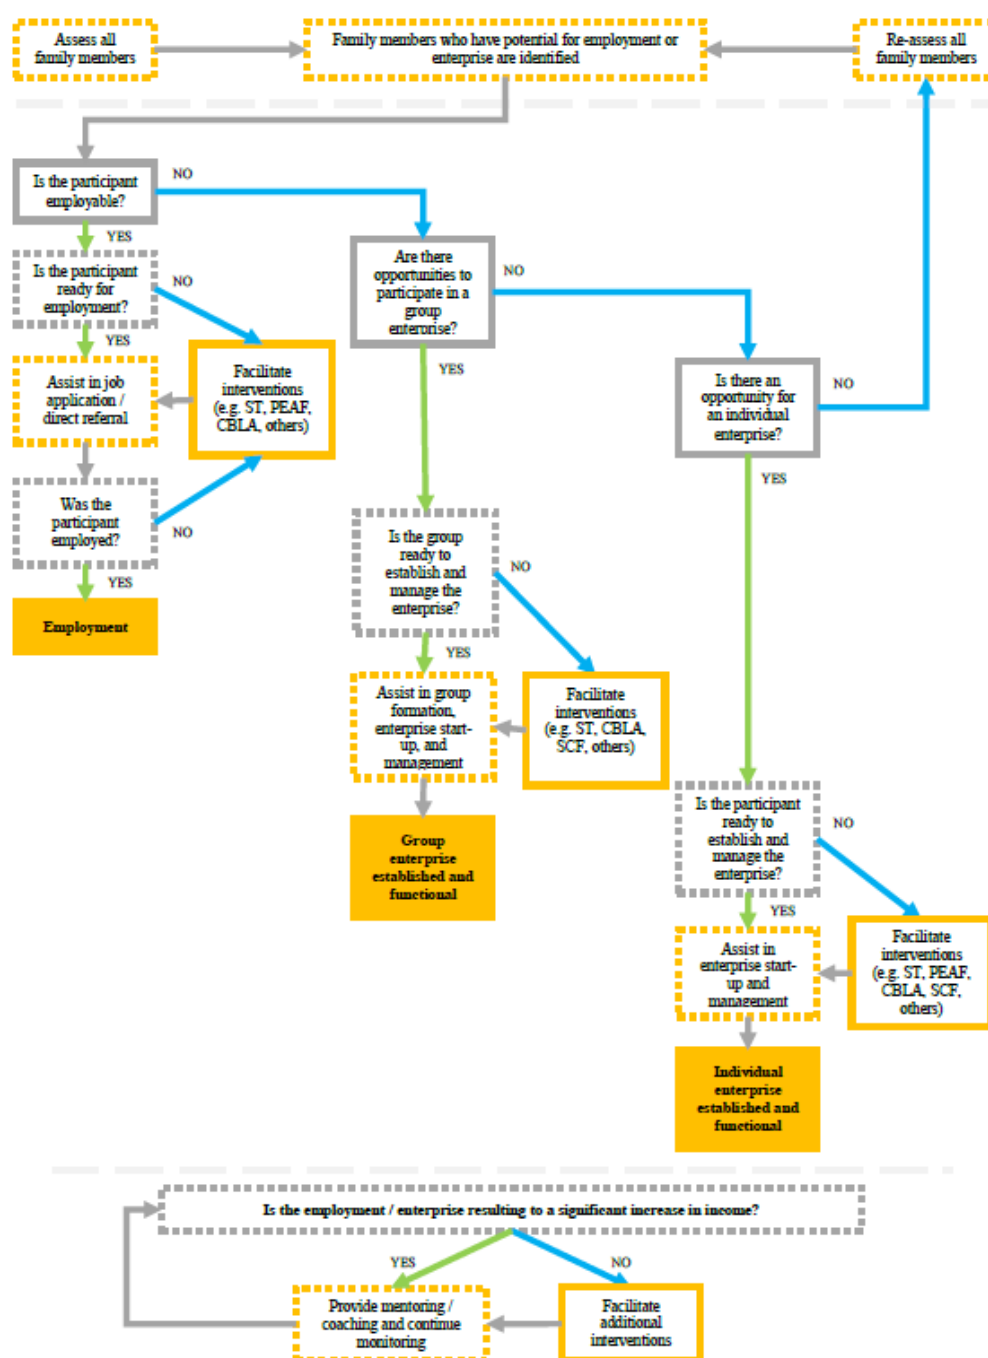 Assess all
family members
Family members who have potential for employment or
enterprise are identified
Re-assess all
family members
Is the participant
employable?
NO
YES
Is the participant
ready for
employment?
NO
YES
Assist in job
application /
direct referral
Facilitate
interventions
(e.g. ST, PEAF,
CBLA, others)
Was the
participant
employed?
NO
YES
Employment
Are there
opportunities to
participate in a
group
enterprise?
NO
YES
Is the group
ready to
establish and
manage the
enterprise?
NO
YES
Assist in group
formation,
enterprise start-
up, and
management
Facilitate
interventions
(e.g. ST, CBLA,
SCF, others)
Group
enterprise
established and
functional
Is there an
opportunity for
an individual
enterprise?
NO
YES
Is the participant
ready to
establish and
manage the
enterprise?
NO
YES
Assist in
enterprise start-
up and
management
Facilitate
interventions
(e.g. ST, PEAF,
CBLA, SCF,
others)
Individual
enterprise
established and
functional
Is the employment / enterprise resulting to a significant increase in income?
YES
NO
Provide mentoring /
coaching and continue
monitoring
Facilitate
additional
interventions